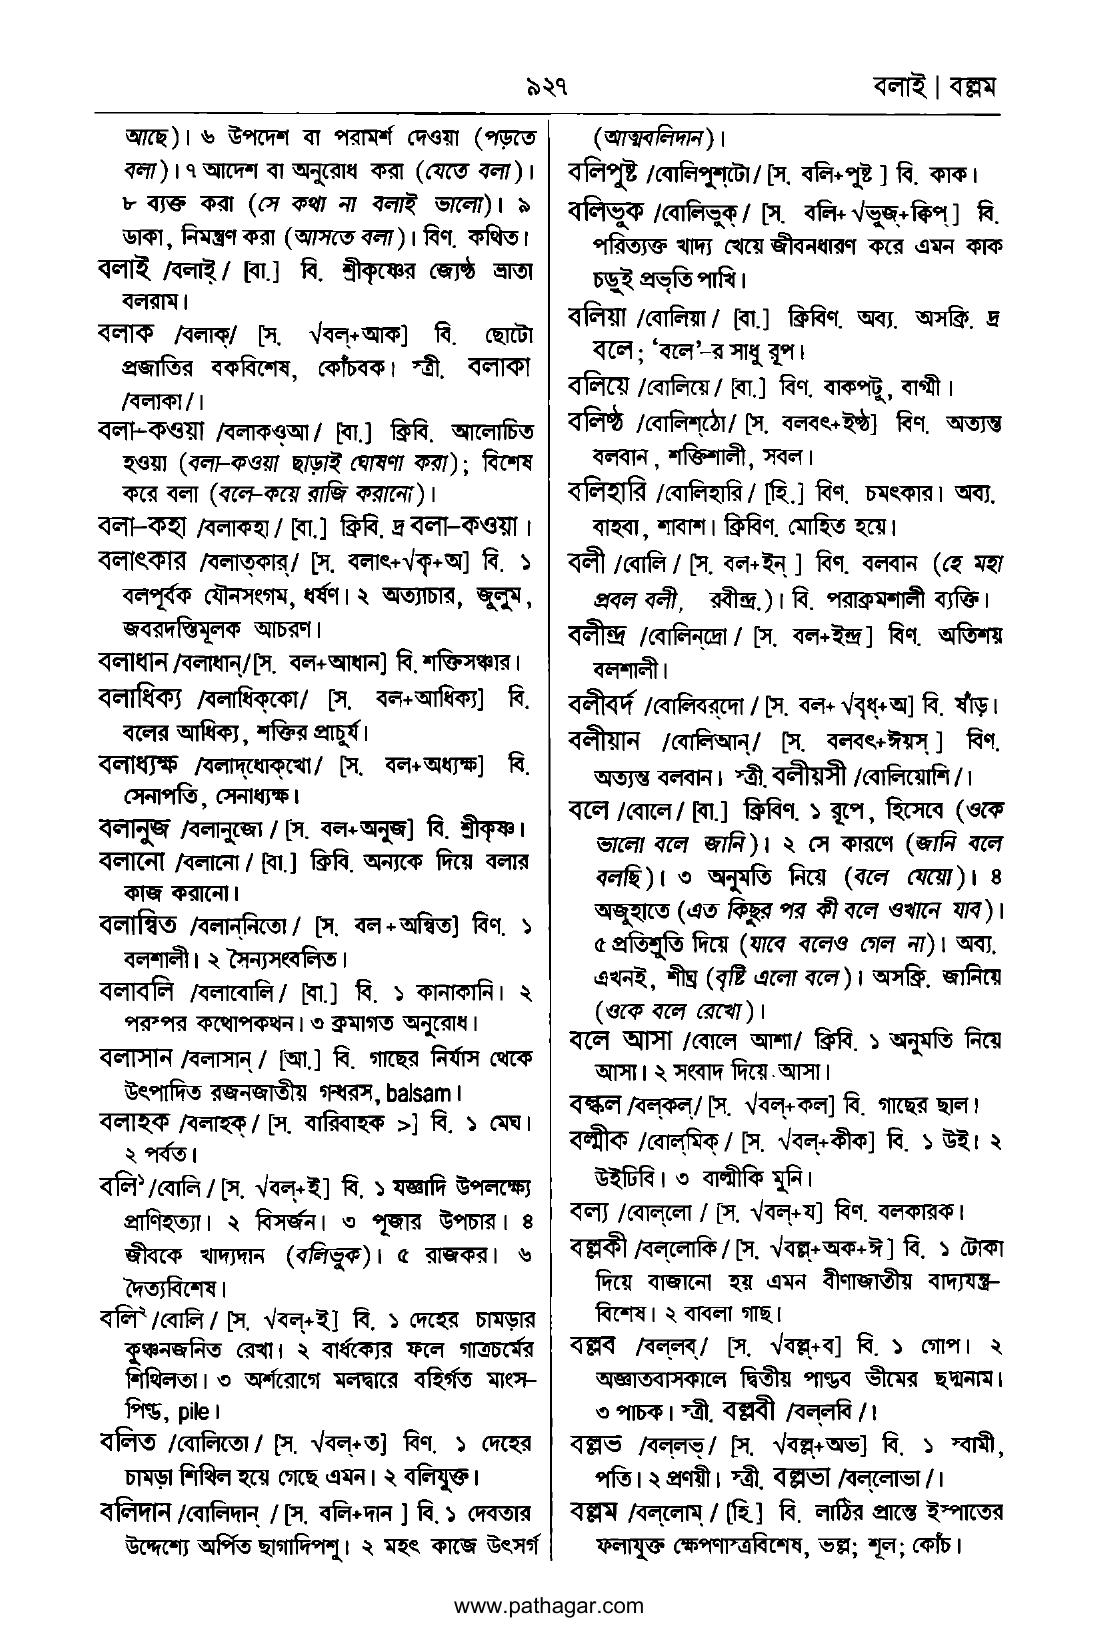 ৯২৭
বলাই | বল্লম
আছে)। ৬ উপদেশ বা পরামর্শ দেওয়া (পড়তে
বলা)। ৭ আদেশ বা অনুরোধ করা (যেতে বলা)।
৮ ব্যক্ত করা (সে কথা না বলাই ভালো)। ৯
ডাকা, নিমন্ত্রণ করা (আসতে বলা)। বিণ. কথিত।
বলাই /বলাই্/ [বা.] বি. শ্রীকৃষ্ণের জ্যেষ্ঠ ভ্রাতা
বলরাম।
বলাক /বলাক্/ [স. √বল্+আক] বি. ছোটো
প্রজাতির বকবিশেষ, কোঁচবক। স্ত্রী. বলাকা
/বলাকা/।
বলা-কওয়া /বলাকওআ/ [বা.] ক্রিবি. আলোচিত
হওয়া (বলা-কওয়া ছাড়াই ঘোষণা করা); বিশেষ
করে বলা (বলে-কয়ে রাজি করানো)।
বলা-কহা /বলাকহা/ [বা.] ক্রিবি. দ্র বলা-কওয়া।
বলাৎকার /বলাত্‌কার্/ [স. বলাৎ+√কৃ+অ] বি. ১
বলপূর্বক যৌনসংগম, ধর্ষণ। ২ অত্যাচার, জুলুম,
জবরদস্তিমূলক আচরণ।
বলাধান /বলাধান্/ [স. বল+আধান] বি. শক্তিসঞ্চার।
বলাধিক্য /বলাধিক্‌কো/ [স. বল+আধিক্য] বি.
বলের আধিক্য, শক্তির প্রাচুর্য।
বলাধ্যক্ষ /বলাদ্‌ধোক্‌খো/ [স. বল+অধ্যক্ষ] বি.
সেনাপতি, সেনাধ্যক্ষ।
বলানুজ /বলানুজো/ [স. বল+অনুজ] বি. শ্রীকৃষ্ণ।
বলানো /বলানো/ [বা.] ক্রিবি. অন্যকে দিয়ে বলার
কাজ করানো।
বলান্বিত /বলান্‌নিতো/ [স. বল+অন্বিত] বিণ. ১
বলশালী। ২ সৈন্যসংবলিত।
বলাবলি /বলাবোলি/ [বা.] বি. ১ কানাকানি। ২
পরস্পর কথোপকথন। ৩ ক্রমাগত অনুরোধ।
বলাসান /বলাসান্/ [আ.] বি. গাছের নির্যাস থেকে
উৎপাদিত রজনজাতীয় গন্ধরস, balsam।
বলাহক /বলাহক্/ [স. বারিবাহক >] বি. ১ মেঘ।
২ পর্বত।
বলি১ /বোলি/ [স. √বল্+ই] বি. ১ যজ্ঞাদি উপলক্ষ্যে
প্রাণিহত্যা। ২ বিসর্জন। ৩ পূজার উপচার। ৪
জীবকে খাদ্যদান (বলিভুক)। ৫ রাজকর। ৬
দৈত্যবিশেষ।
বলি২ /বোলি/ [স. √বল্+ই] বি. ১ দেহের চামড়ার
কুঞ্চনজনিত রেখা। ২ বার্ধক্যের ফলে গাত্রচর্মের
শিথিলতা। ৩ অর্শরোগে মলদ্বারে বহির্গত মাংস-
পিণ্ড, pile।
বলিত /বোলিতো/ [স. √বল্+ত] বিণ. ১ দেহের
চামড়া শিথিল হয়ে গেছে এমন। ২ বলিযুক্ত।
বলিদান /বোলিদান্/ [স. বলি+দান] বি. ১ দেবতার
উদ্দেশ্যে অর্পিত ছাগাদিপশু। ২ মহৎ কাজে উৎসর্গ
(আত্মবলিদান)।
বলিপুষ্ট /বোলিপুশ্‌টো/ [স. বলি+পুষ্ট] বি. কাক।
বলিভুক /বোলিভুক্/ [স. বলি+√ভুজ্+ক্বিপ্] বি.
পরিত্যক্ত খাদ্য খেয়ে জীবনধারণ করে এমন কাক
চড়ুই প্রভৃতি পাখি।
বলিয়া /বোলিয়া/ [বা.] ক্রিবিণ. অব্য. অসক্রি. দ্র
বলে; ‘বলে’-র সাধু রূপ।
বলিয়ে /বোলিয়ে/ [বা.] বিণ. বাকপটু, বাগ্মী।
বলিষ্ঠ /বোলিশ্‌ঠো/ [স. বলবৎ+ইষ্ঠ] বিণ. অত্যন্ত
বলবান, শক্তিশালী, সবল।
বলিহারি /বোলিহারি/ [হি.] বিণ. চমৎকার। অব্য.
বাহবা, শাবাশ। ক্রিবিণ. মোহিত হয়ে।
বলী /বোলি/ [স. বল+ইন্] বিণ. বলবান (হে মহা
প্রবল বলী, রবীন্দ্র.)। বি. পরাক্রমশালী ব্যক্তি।
বলীন্দ্র /বোলিন্‌দ্রো/ [স. বল+ইন্দ্র] বিণ. অতিশয়
বলশালী।
বলীবর্দ /বোলিবর্‌দো/ [স. বল+√বৃধ্+অ] বি. ষাঁড়।
বলীয়ান /বোলিআন্/ [স. বলবৎ+ঈয়স্] বিণ.
অত্যন্ত বলবান। স্ত্রী. বলীয়সী /বোলিয়োশি/।
বলে /বোলে/ [বা.] ক্রিবিণ. ১ রূপে, হিসেবে (ওকে
ভালো বলে জানি)। ২ সে কারণে (জানি বলে
বলছি)। ৩ অনুমতি নিয়ে (বলে যেয়ো)। ৪
অজুহাতে (এত কিছুর পর কী বলে ওখানে যাব)।
৫ প্রতিশ্রুতি দিয়ে (যাবে বলেও গেল না)। অব্য.
এখনই, শীঘ্র (বৃষ্টি এলো বলে)। অসক্রি. জানিয়ে
(ওকে বলে রেখো)।
বলে আসা /বোলে আশা/ ক্রিবি. ১ অনুমতি নিয়ে
আসা। ২ সংবাদ দিয়ে আসা।
বল্কল /বল্‌কল্/ [স. √বল্+কল] বি. গাছের ছাল।
বল্মীক /বোল্‌মিক্/ [স. √বল্+কীক] বি. ১ উই। ২
উইঢিবি। ৩ বাল্মীকি মুনি।
বল্য /বোল্‌লো/ [স. √বল্+য] বিণ. বলকারক।
বল্লকী /বল্‌লোকি/ [স. √বল্ল+অক+ঈ] বি. ১ টোকা
দিয়ে বাজানো হয় এমন বীণাজাতীয় বাদ্যযন্ত্র-
বিশেষ। ২ বাবলা গাছ।
বল্লব /বল্‌লব্/ [স. √বল্ল+ব] বি. ১ গোপ। ২
অজ্ঞাতবাসকালে দ্বিতীয় পাণ্ডব ভীমের ছদ্মনাম।
৩ পাচক। স্ত্রী. বল্লবী /বল্‌লবি/।
বল্লভ /বল্‌লভ্/ [স. √বল্ল+অভ] বি. ১ স্বামী,
পতি। ২ প্রণয়ী। স্ত্রী. বল্লভা /বল্‌লোভা/।
বল্লম /বল্‌লোম্/ [হি.] বি. লাঠির প্রান্তে ইস্পাতের
ফলাযুক্ত ক্ষেপণাস্ত্রবিশেষ, ভল্ল; শূল; কোঁচ।
www.pathagar.com